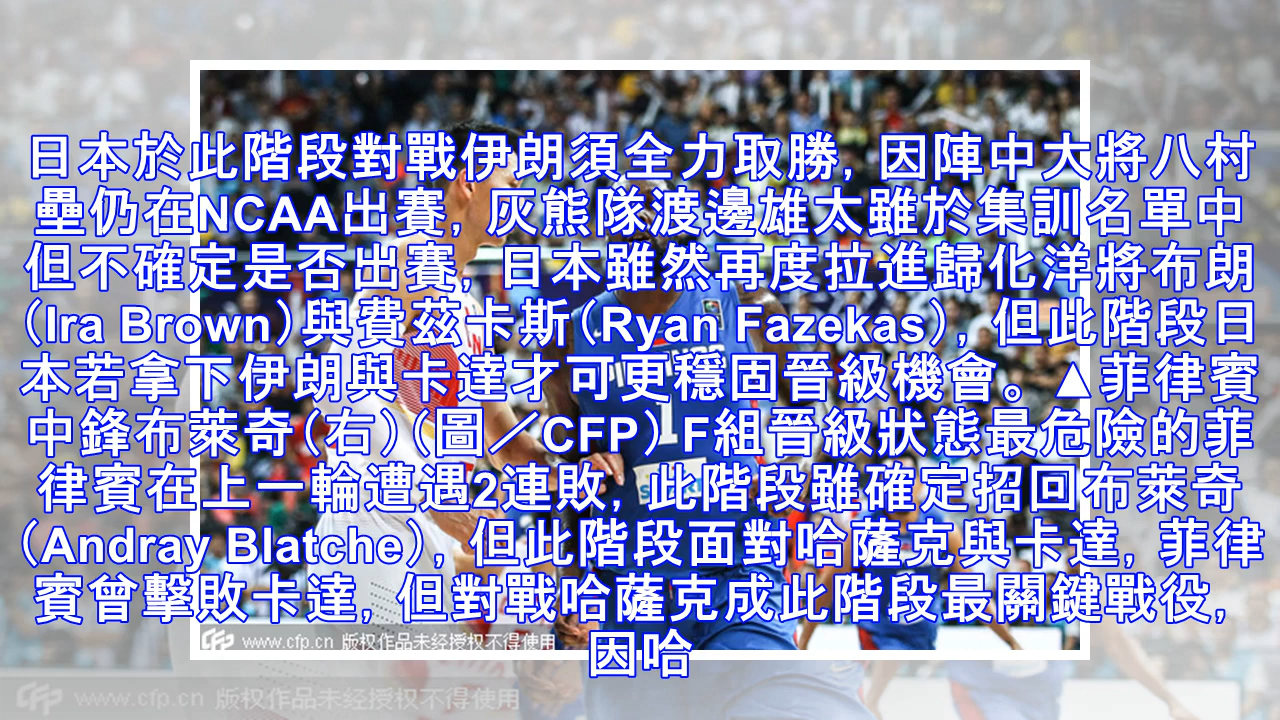 日本於此階段對戰伊朗須全力取勝, 因陣中大將八村
壘仍在NCAA出賽, 灰熊隊渡邊雄太雖於集訓名單中
但不確定是否出賽, 日本雖然再度拉進歸化洋將布朗
(Ira Brown)與費茲卡斯(Ryan Fazekas), 但此階段日
本若拿下伊朗與卡達才可更穩固晉級機會。▲菲律賓
中鋒布萊奇(右)(圖／CFP)F組晉級狀態最危險的菲
律賓在上一輪遭遇2連敗, 此階段雖確定招回布萊奇
(Andray Blatche), 但此階段面對哈薩克與卡達, 菲律
賓曾擊敗卡達, 但對戰哈薩克成此階段最關鍵戰役,
因哈
1
CFP www.cfp.cn 版权作品未经授权不得使用
CFP www.cfp.cn 版权作品未经授权不得使用